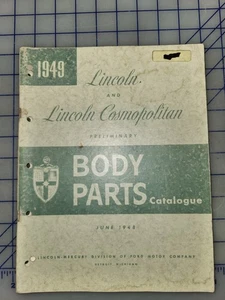 1949
Lincoln
AND
Lincoln Cosmopolitan
PRELIMINARY
BODY
PARTS Catalogue
JUNE 1948
LINCOLN-MERCURY DIVISION OF FORD MOTOR COMPANY
DETROIT, MICHIGAN